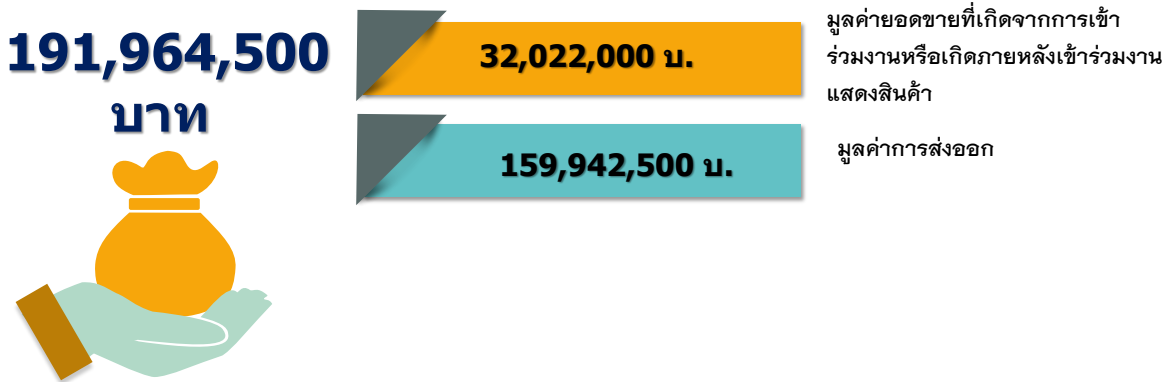 191,964,500
บาท
32,022,000 บ.
มูลค่ายอดขายที่เกิดจากการเข้า
ร่วมงานหรือเกิดภายหลังเข้าร่วมงาน
แสดงสินค้า
159,942,500 บ.
มูลค่าการส่งออก